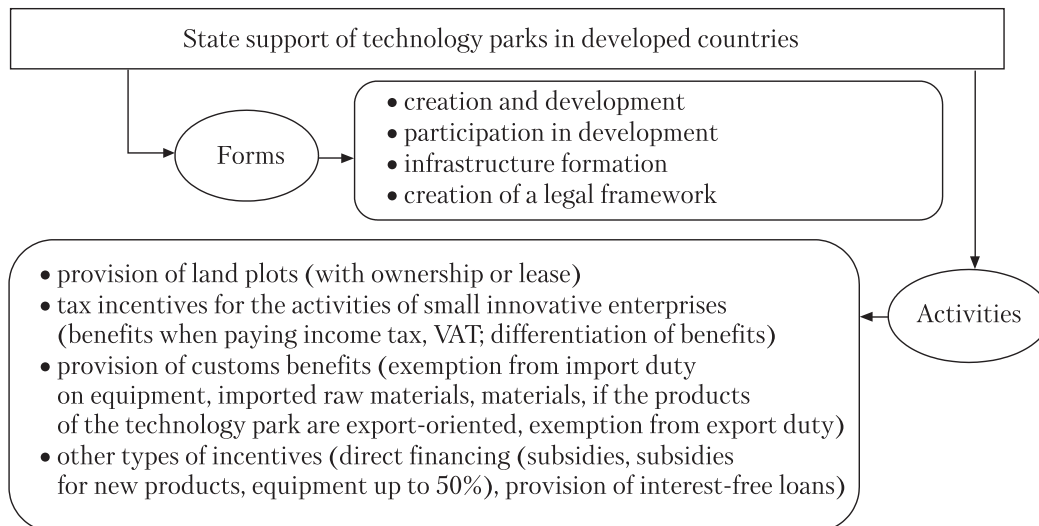 State support of technology parks in developed countries
Forms
• creation and development
• participation in development
• infrastructure formation
• creation of a legal framework
Activities
• provision of land plots (with ownership or lease)
• tax incentives for the activities of small innovative enterprises
(benefits when paying income tax, VAT; differentiation of benefits)
• provision of customs benefits (exemption from import duty
on equipment, imported raw materials, materials, if the products
of the technology park are export-oriented, exemption from export duty)
• other types of incentives (direct financing (subsidies, subsidies
for new products, equipment up to 50%), provision of interest-free loans)